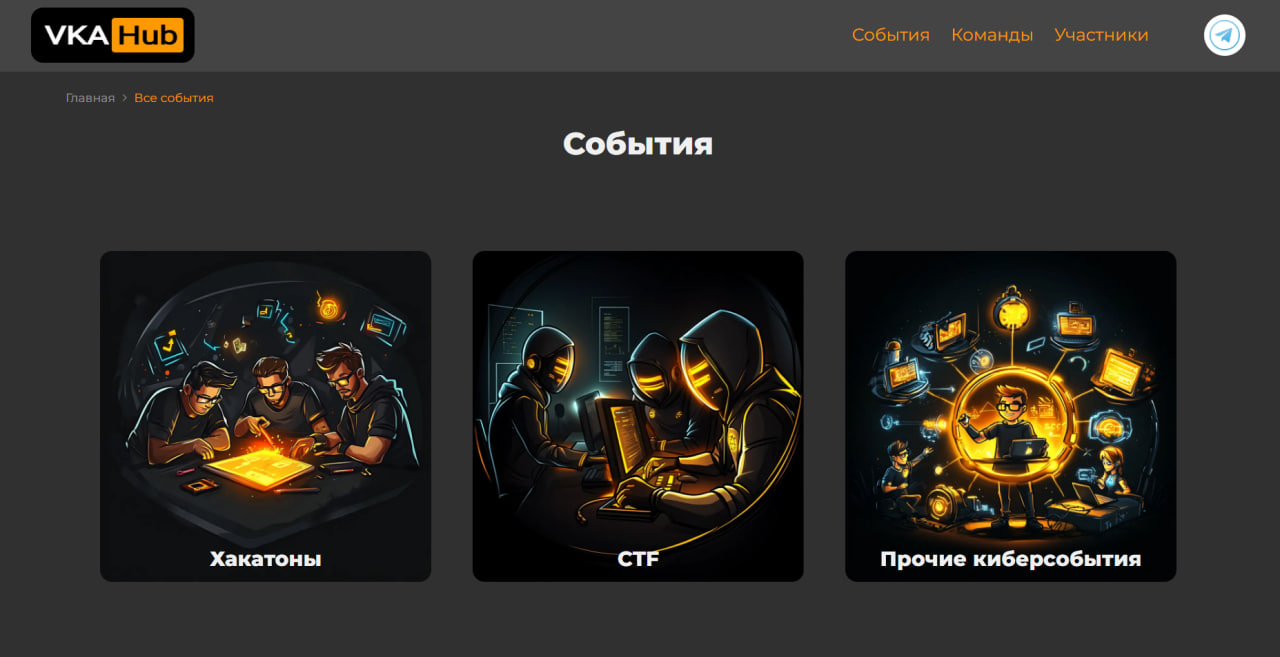 VKA Hub
События Команды Участники
Главная > Все события
События
Хакатоны
CTF
Прочие киберсобытия